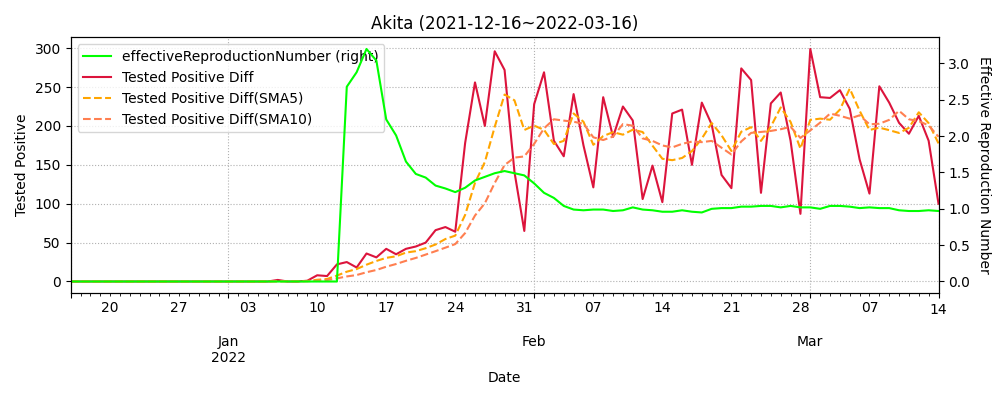 Akita (2021-12-16~2022-03-16)
effectiveReproductionNumber (right)
Tested Positive Diff
Tested Positive Diff(SMA5)
Tested Positive Diff(SMA10)
Tested Positive
300
250
200
150
100
50
0
3.0
2.5
2.0
1.5
1.0
0.5
0.0
Effective Reproduction Number
20 27 03 10 17 24 31 07 14 21 28 07 14
Jan Feb Mar
2022
Date